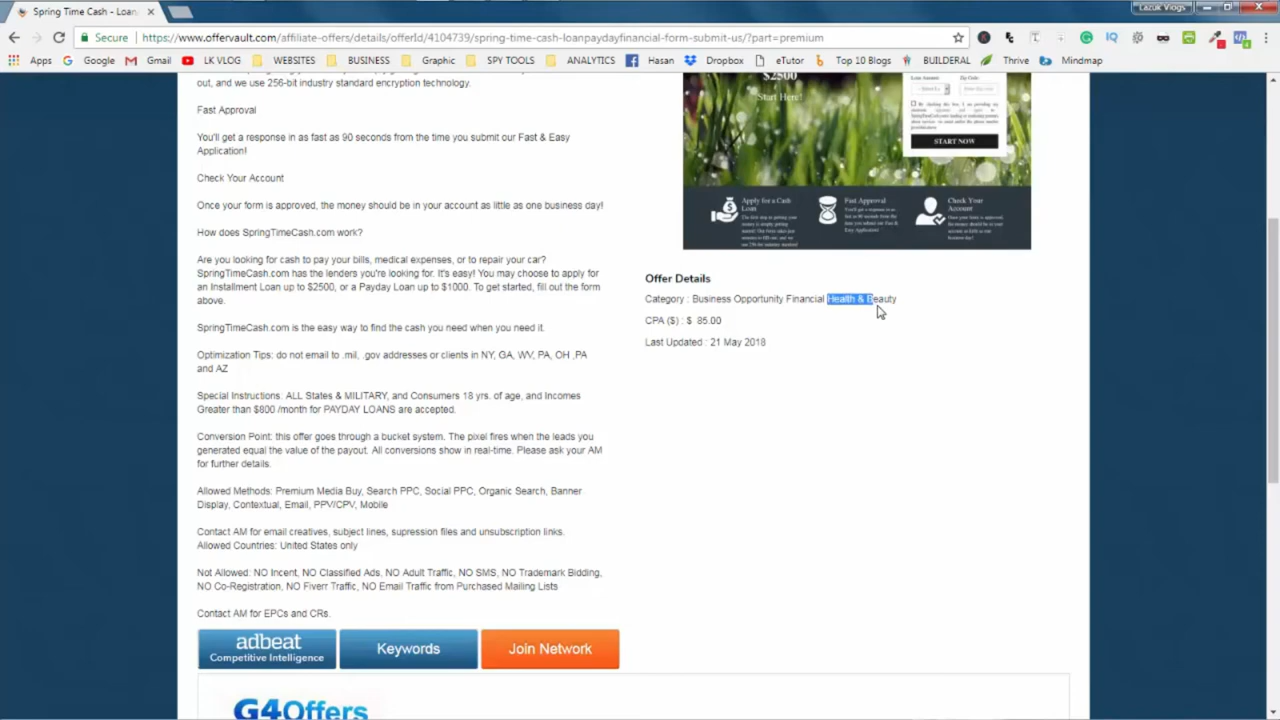 Spring Time Cash - Loan
Lazuk Vlogs
Secure
https://www.offervault.com/affiliate-offers/details/offerId/4104739/spring-time-cash-loanpaydayfinancial-form-submit-us/?part=premium
Apps Google Gmail LK VLOG WEBSITES BUSINESS Graphic SPY TOOLS ANALYTICS Hasan Dropbox eTutor Top 10 Blogs BUILDERAL Thrive Mindmap
out, and we use 256-bit industry standard encryption technology.
Fast Approval
You'll response in as fast as 90 seconds from the time you submit our Fast & Easy
Application!
Check Your Account
Once your form is approved, the money should be in your account as little as one business day!
How does SpringTimeCash.com work?
Are you looking for cash to pay your bills, medical expenses, or to repair your car?
SpringTimeCash.com has the lenders you're looking for. It's easy! You may choose to apply for
an Installment Loan up to $2500, or a Payday Loan up to $1000. To get started, fill out the form
above.
SpringTimeCash.com is the easy way to find the cash you need when you need it.
Optimization Tips: do not email to .mil, .gov addresses or clients in NY, GA, WV, PA, OH ,PA
and AZ
Special Instructions. ALL States & MILITARY, and Consumers 18 yrs. of age, and Incomes
Greater than $800 /month for PAYDAY LOANS are accepted.
Conversion Point: this offer goes through a bucket system. The pixel fires when the leads you
generated equal the value of the payout. All conversions show in real-time. Please ask your AM
for further details.
Allowed Methods: Premium Media Buy, Search PPC, Social PPC, Organic Search, Banner
Display, Contextual, Email, PPV/CPV, Mobile
Contact AM for email creatives, subject lines, supression files and unsubscription links.
Allowed Countries: United States only
Not Allowed: NO Incent, NO Classified Ads, NO Adult Traffic, NO SMS, NO Trademark Bidding,
NO Co-Registration, NO Fiverr Traffic, NO Email Traffic from Purchased Mailing Lists
Contact AM for EPCs and CRs.
adbeat
Competitive Intelligence
Keywords
Join Network
G4Offers
$2500
Start Here!
Loan Amount
Zip Code
START NOW
Apply for a Cash
Loan
Fast Approval
Check Your
Account
Offer Details
Category : Business Opportunity Financial Health & Beauty
CPA ($) : $ 85.00
Last Updated : 21 May 2018